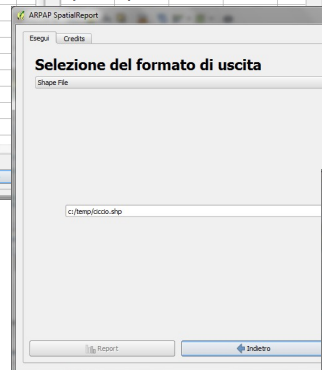 ARPAP SpatialReport
Esegui Credits
Selezione del formato di uscita
Shape File
c:/temp/ciccio.shp
Report Indietro